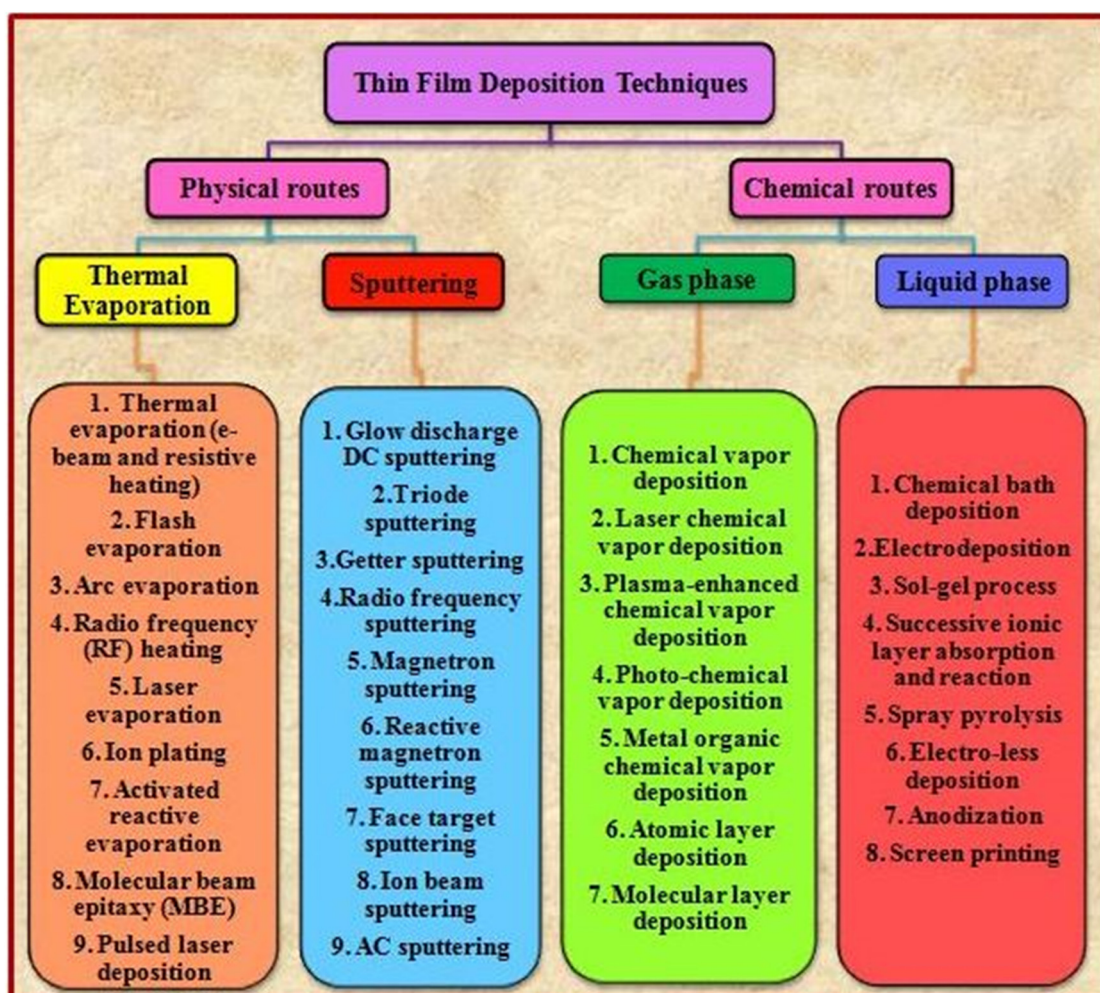 Thin Film Deposition Techniques
Physical routes
Chemical routes
Thermal
Evaporation
Sputtering
Gas phase
Liquid phase
1. Thermal
evaporation (e-
beam and resistive
heating)
2. Flash
evaporation
3. Arc evaporation
4. Radio frequency
(RF) heating
5. Laser
evaporation
6. Ion plating
7. Activated
reactive
evaporation
8. Molecular beam
epitaxy (MBE)
9. Pulsed laser
deposition
1. Glow discharge
DC sputtering
2.Triode
sputtering
3.Getter sputtering
4.Radio frequency
sputtering
5. Magnetron
sputtering
6. Reactive
magnetron
sputtering
7. Face target
sputtering
8. Ion beam
sputtering
9. AC sputtering
1. Chemical vapor
deposition
2. Laser chemical
vapor deposition
3. Plasma-enhanced
chemical vapor
deposition
4. Photo-chemical
vapor deposition
5. Metal organic
chemical vapor
deposition
6. Atomic layer
deposition
7. Molecular layer
deposition
1. Chemical bath
deposition
2.Electrodeposition
3. Sol-gel process
4. Successive ionic
layer absorption
and reaction
5. Spray pyrolysis
6. Electro-less
deposition
7. Anodization
8. Screen printing